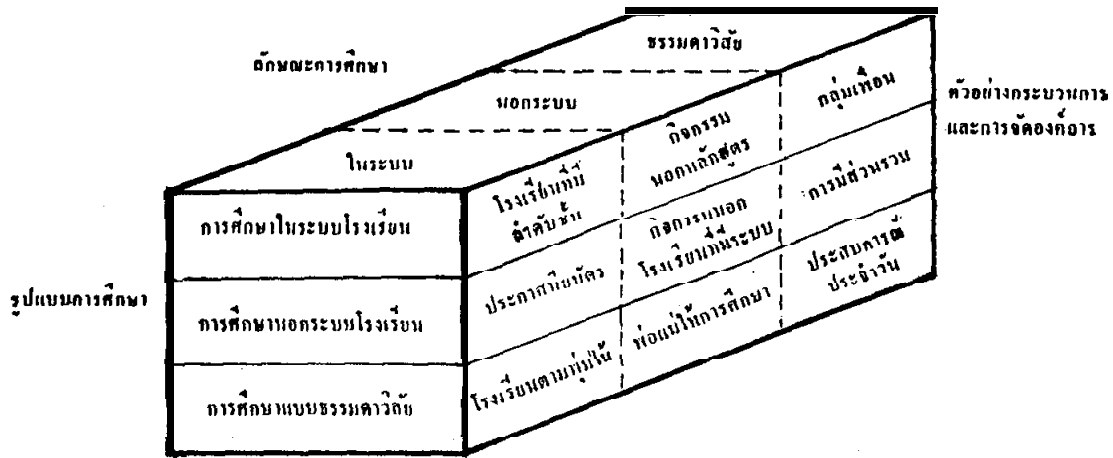 ธรรมดาวิสัย
ลักษณะการศึกษา
นอกระบบ
ในระบบ
กลุ่มเพื่อน
ตัวอย่างกระบวนการ
และการจัดองค์การ
กิจกรรม
นอกหลักสูตร
โรงเรียนที่มี
ลำดับชั้น
การศึกษาในระบบโรงเรียน
การมีส่วนรวม
กิจกรรมนอก
โรงเรียนที่มีระบบ
ประกาศนียบัตร
รูปแบบการศึกษา
การศึกษานอกระบบโรงเรียน
ประสบการณ์
ประจำวัน
พ่อแม่ให้การศึกษา
โรงเรียนตามพุ่มไม้
การศึกษาแบบธรรมดาวิสัย